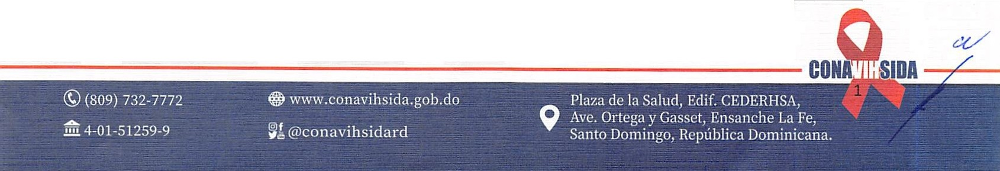 CONAVIHSIDA
1
(809) 732-7772
4-01-51259-9
www.conavihsida.gob.do
@conavihsidard
Plaza de la Salud, Edif. CEDERHSA,
Ave. Ortega y Gasset, Ensanche La Fe,
Santo Domingo, República Dominicana.